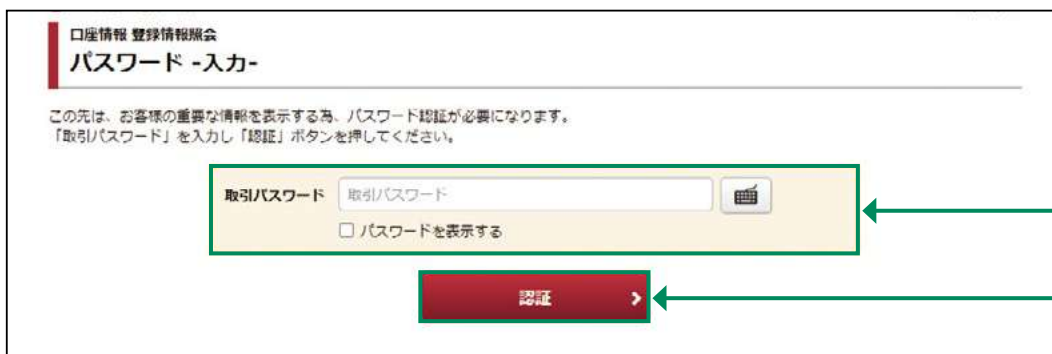 口座情報 登録情報照会
パスワード -入力-
この先は、お客様の重要な情報を表示する為、パスワード認証が必要になります。
「取引パスワード」を入力し「認証」ボタンを押してください。
取引パスワード 取引パスワード
パスワードを表示する
認証